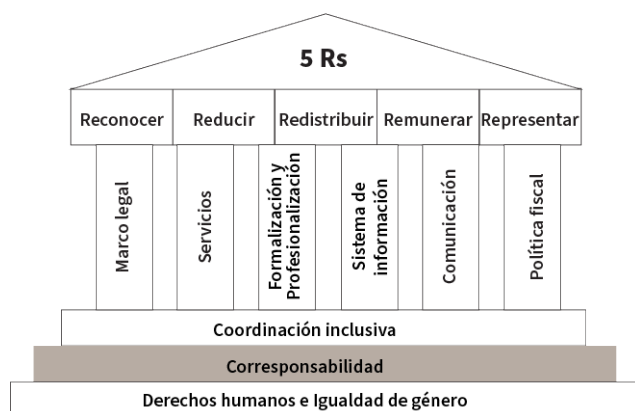 5 Rs
Reconocer
Reducir
Redistribuir
Remunerar
Representar
Marco legal
Servicios
Formalización y
Profesionalización
Sistema de
información
Comunicación
Política fiscal
Coordinación inclusiva
Corresponsabilidad
Derechos humanos e Igualdad de género